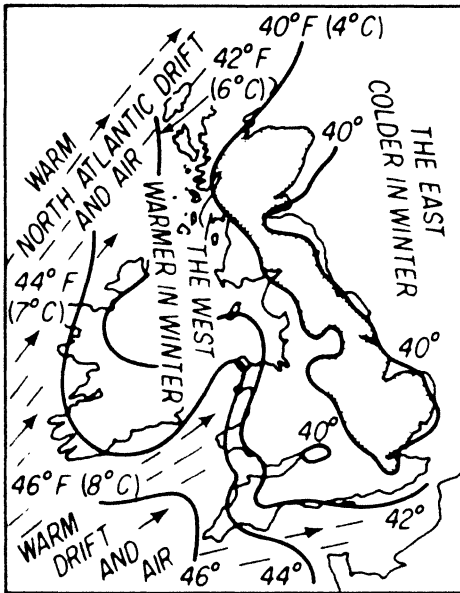 40°F (4°C)
42°F
(6°C)
40°
WARM
NORTH ATLANTIC DRIFT
AND AIR
THE EAST
COLDER IN WINTER
THE WEST
WARMER IN WINTER
44°F
(7°C)
40°
40°
46°F (8°C)
42°
WARM
DRIFT
AND
AIR
46°
44°